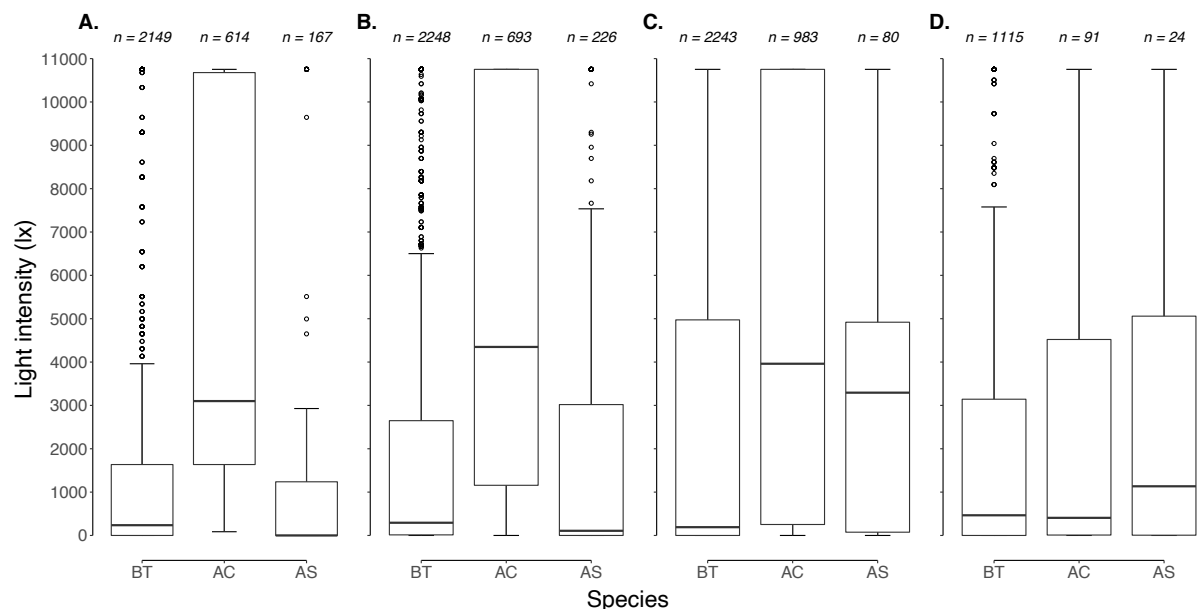 A. B. C. D.
n = 2149 n = 614 n = 167 n = 2248 n = 693 n = 226 n = 2243 n = 983 n = 80 n = 1115 n = 91 n = 24
11000
10000
9000
8000
7000
6000
5000
4000
3000
2000
1000
0
Light intensity (lx)
BT AC AS BT AC AS BT AC AS BT AC AS
Species